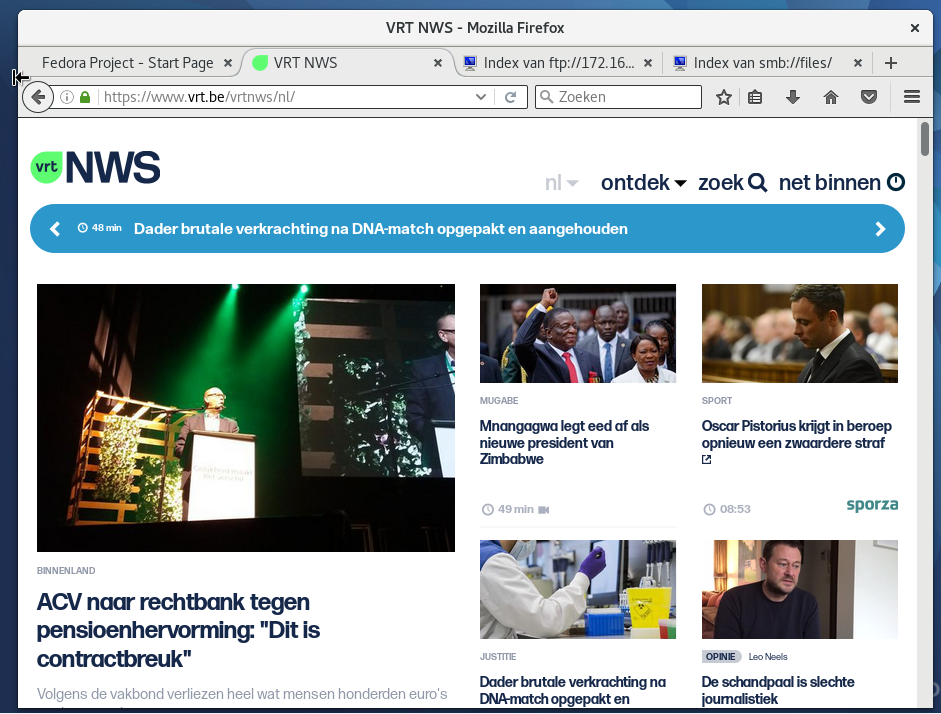 VRT NWS - Mozilla Firefox
Fedora Project - Start Page
VRT NWS
Index van ftp://172.16...
Index van smb://files/
https://www.vrt.be/vrtnws/nl/
Zoeken
vrt NWS
nl ontdek zoek net binnen
48 min Dader brutale verkrachting na DNA-match opgepakt en aangehouden
BINNENLAND
ACV naar rechtbank tegen
pensioenhervorming: "Dit is
contractbreuk"
Volgens de vakbond verliezen heel wat mensen honderden euro's
MUGABE
Mnangagwa legt eed af als
nieuwe president van
Zimbabwe
49 min
SPORT
Oscar Pistorius krijgt in beroep
opnieuw een zwaardere straf
08:53 sporza
JUSTITIE
Dader brutale verkrachting na
DNA-match opgepakt en
OPINIE Leo Neels
De schandpaal is slechte
journalistiek